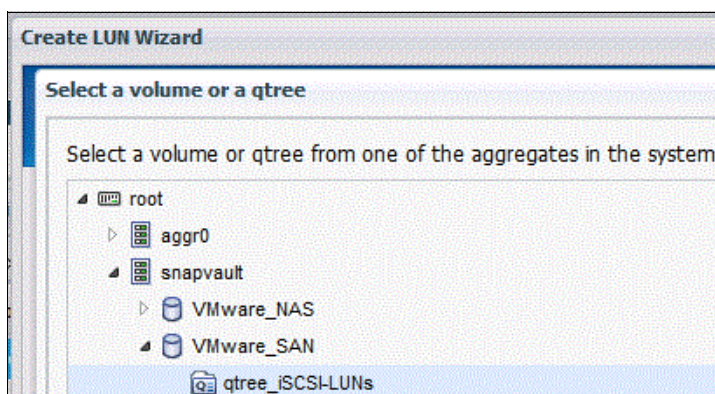 Create LUN Wizard
Select a volume or a qtree
Select a volume or qtree from one of the aggregates in the system
root
aggr0
snapvault
VMware_NAS
VMware_SAN
qtree_iSCSI-LUNs